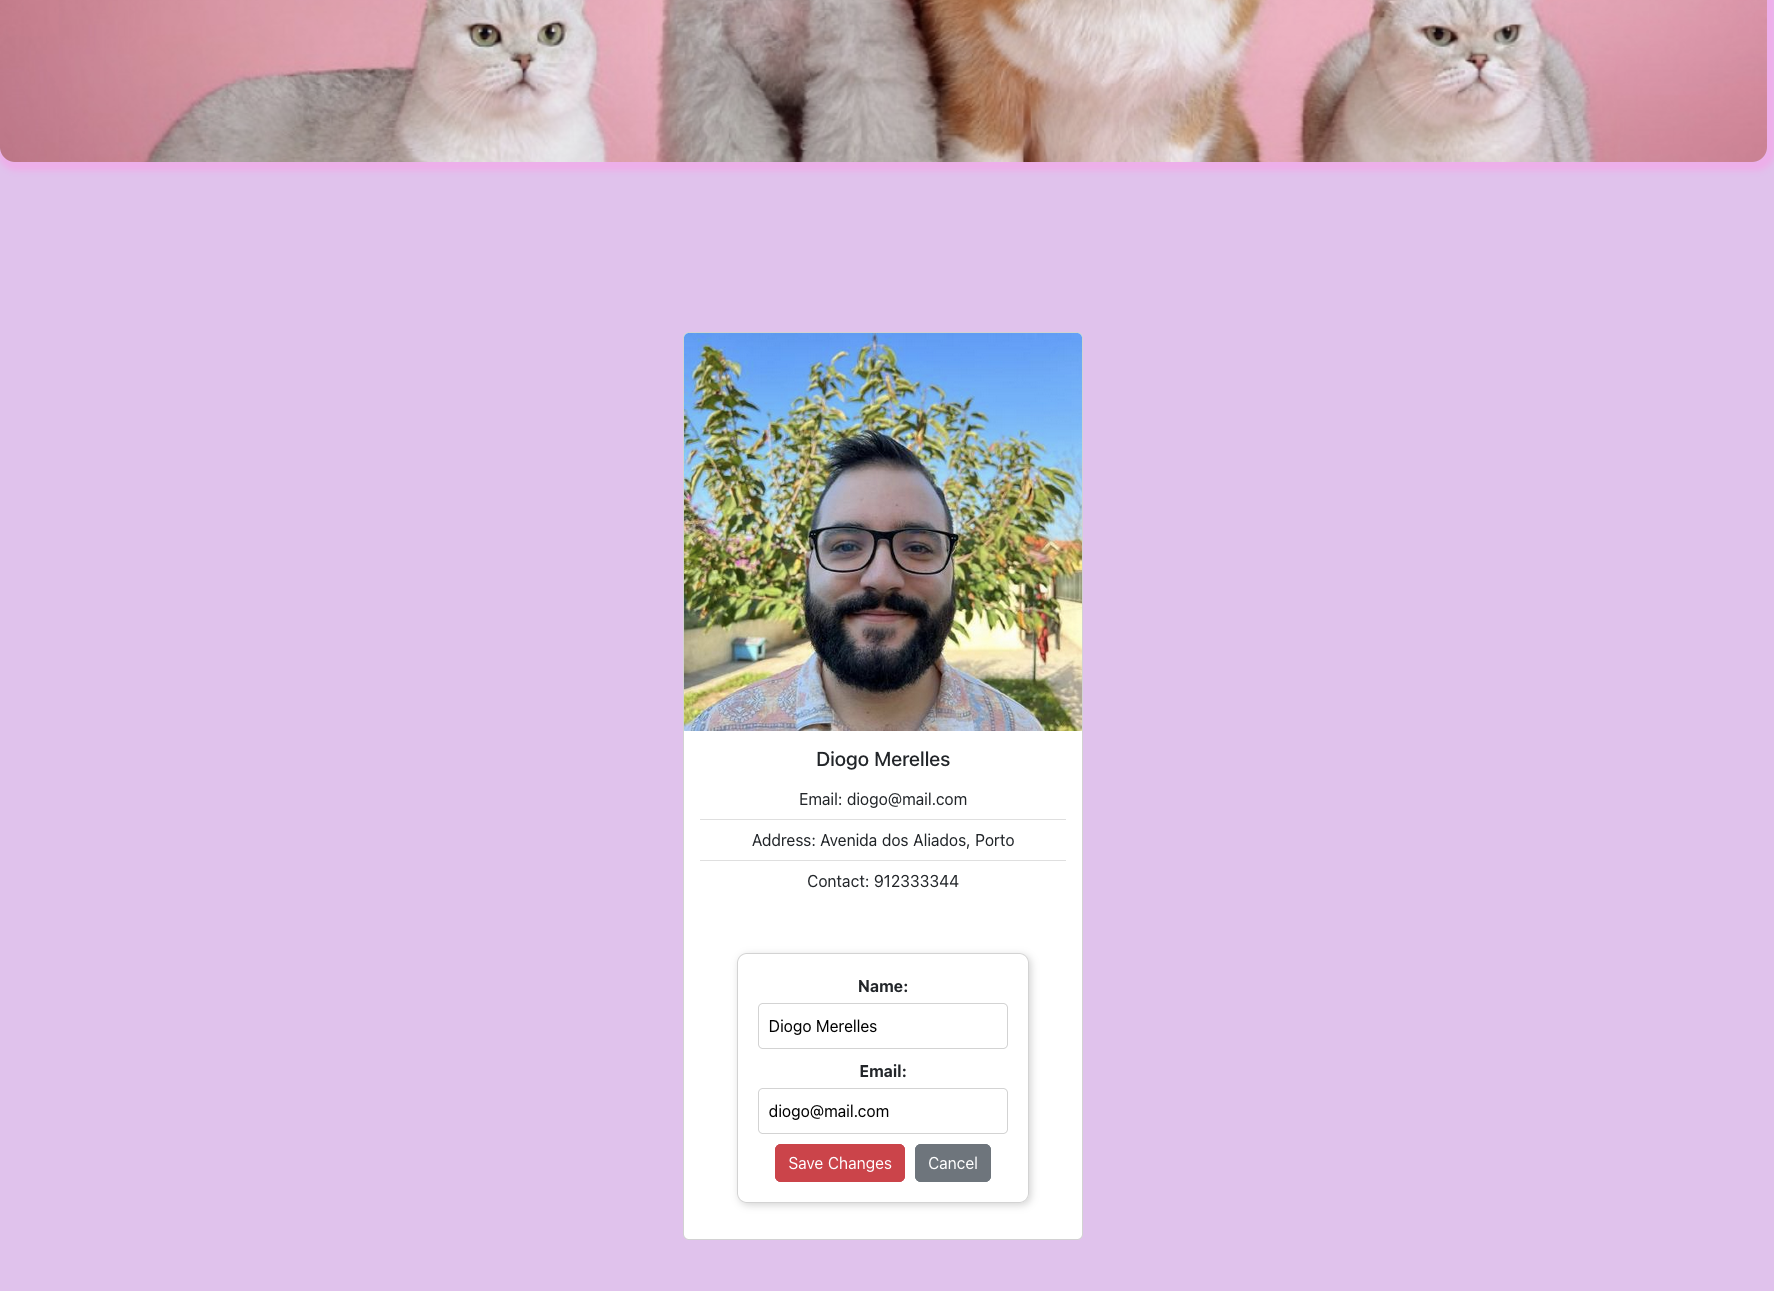 Diogo Merelles
Email: diogo@mail.com
Address: Avenida dos Aliados, Porto
Contact: 912333344
Name:
Diogo Merelles
Email:
diogo@mail.com
Save Changes
Cancel